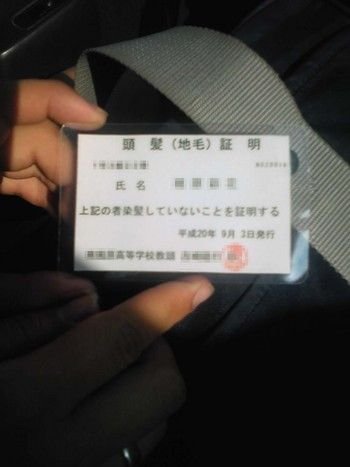 頭髪(地毛)証明
氏名
上記の者染髪していないことを証明する
平成20年 9月 3日発行
高等学校教頭